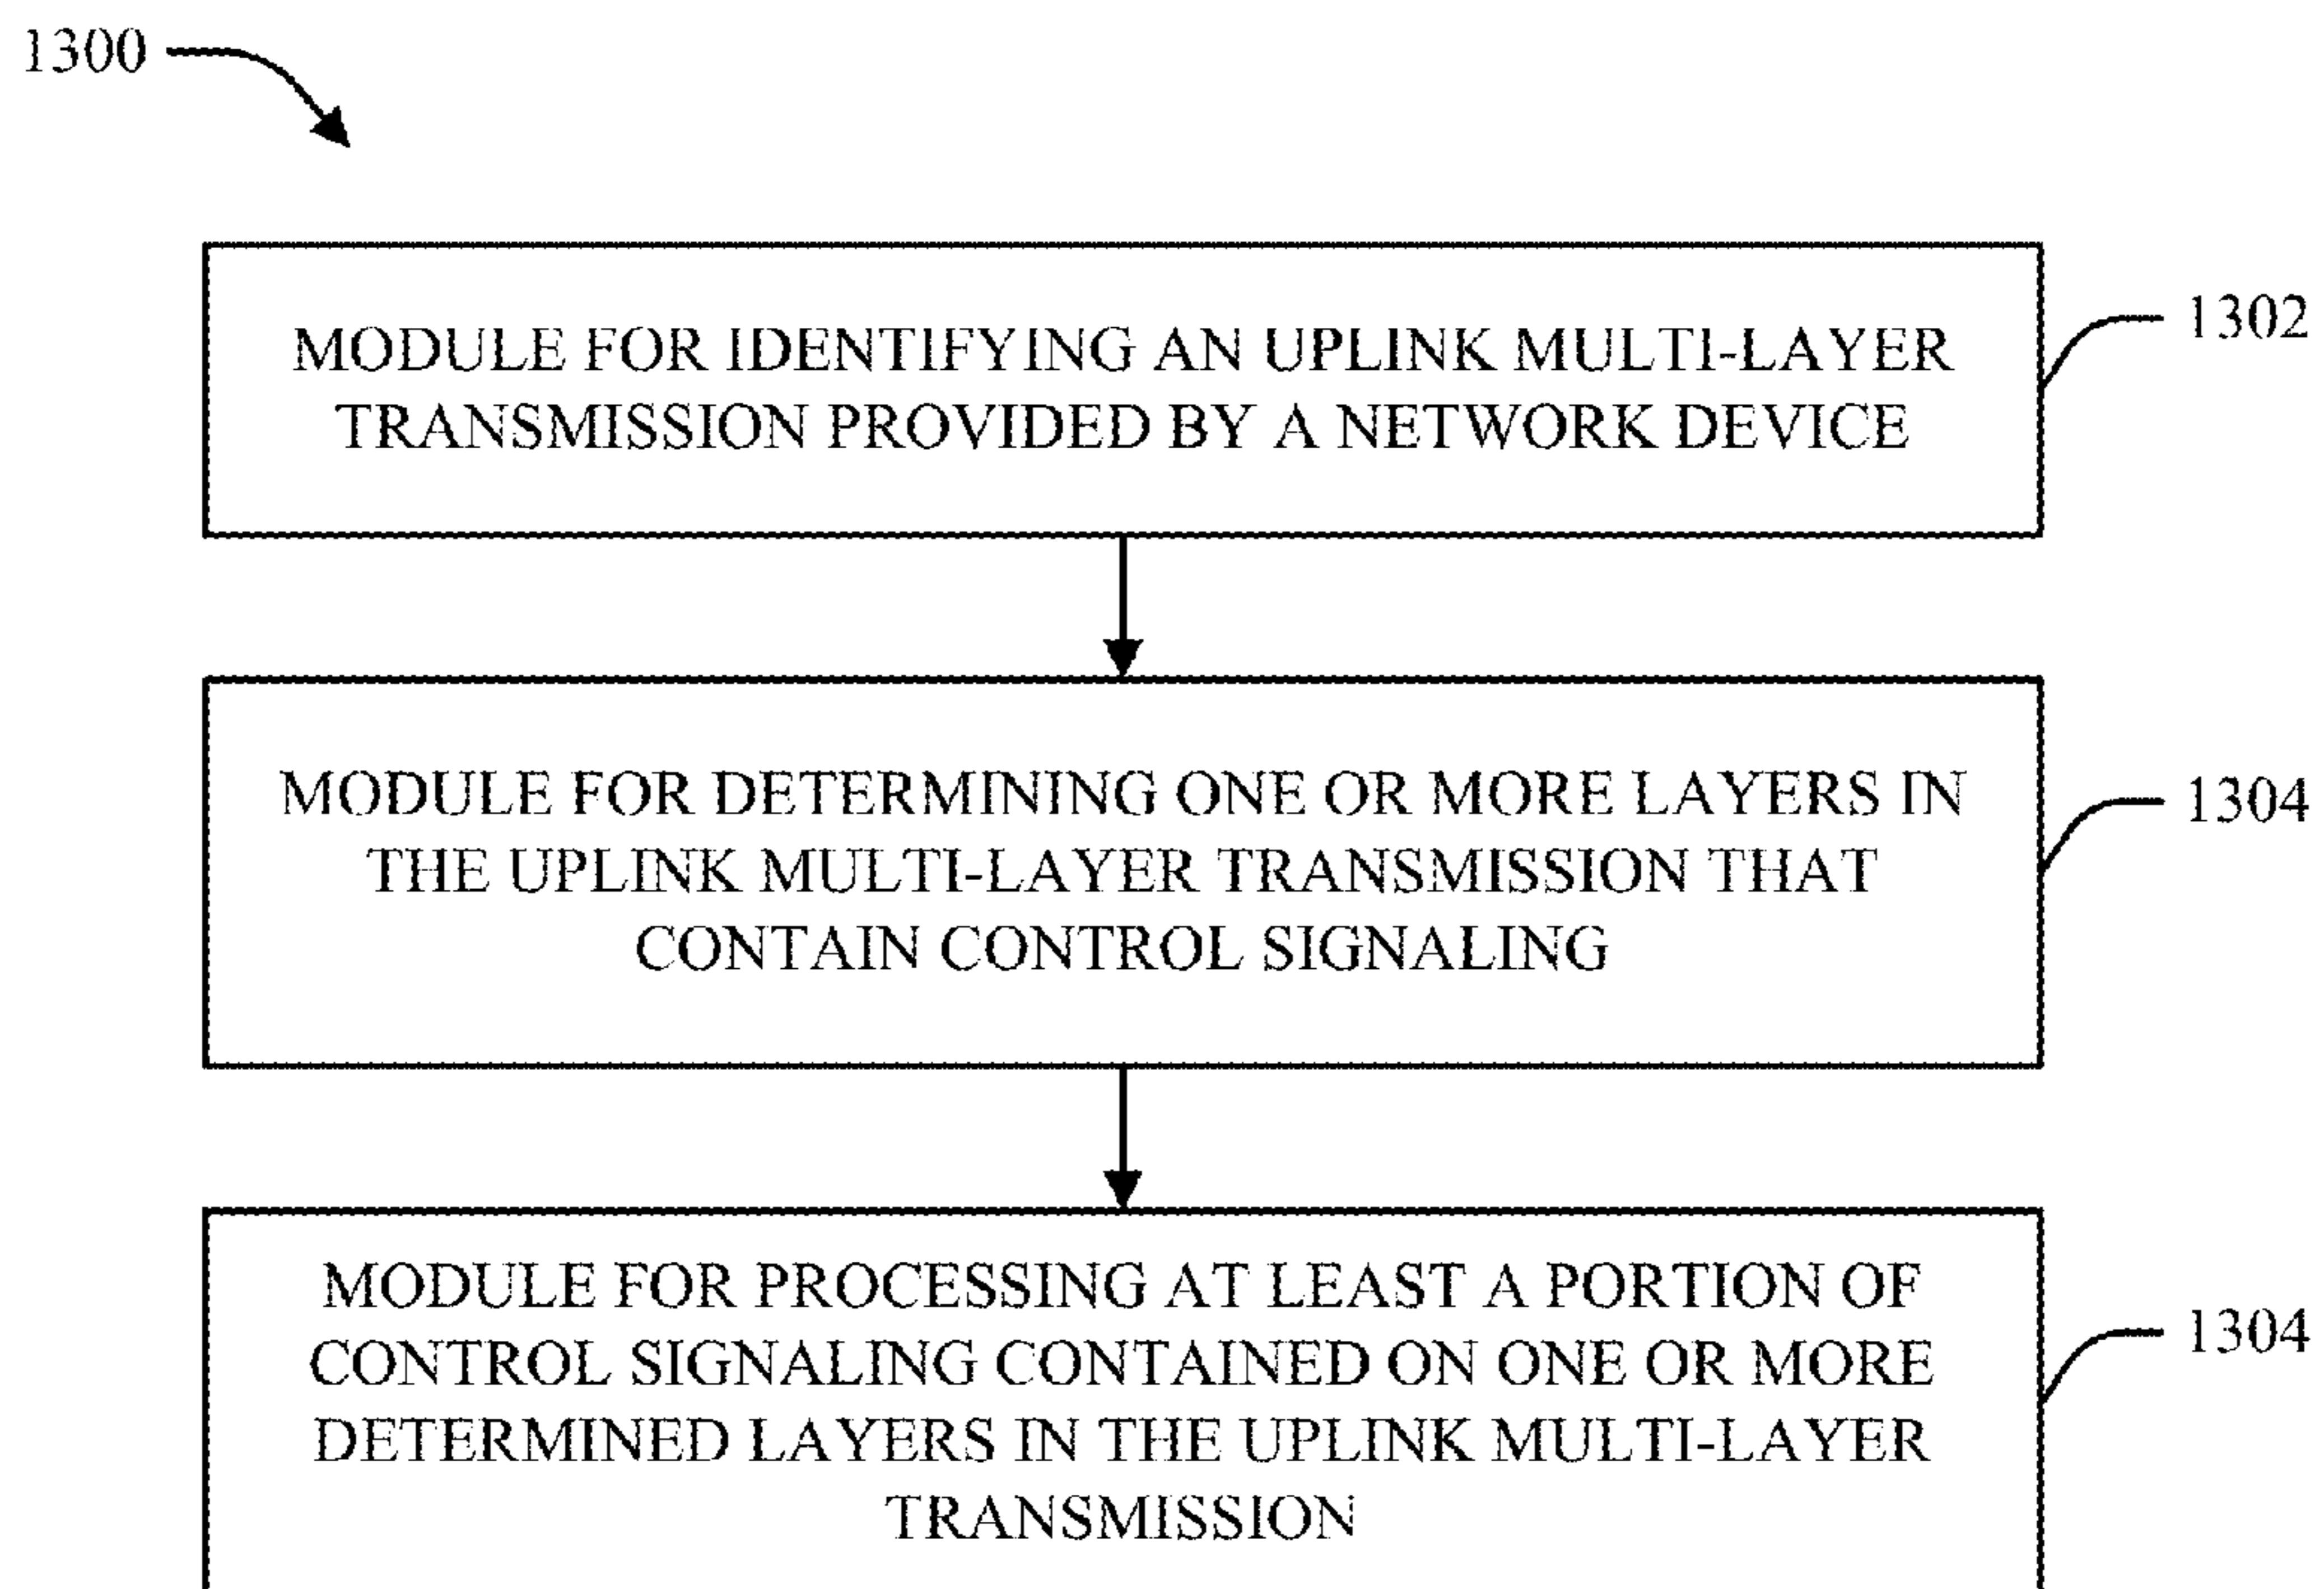 1300
MODULE FOR IDENTIFYING AN UPLINK MULTI-LAYER
TRANSMISSION PROVIDED BY A NETWORK DEVICE
1302
MODULE FOR DETERMINING ONE OR MORE LAYERS IN
THE UPLINK MULTI-LAYER TRANSMISSION THAT
CONTAIN CONTROL SIGNALING
1304
MODULE FOR PROCESSING AT LEAST A PORTION OF
CONTROL SIGNALING CONTAINED ON ONE OR MORE
DETERMINED LAYERS IN THE UPLINK MULTI-LAYER
TRANSMISSION
1304